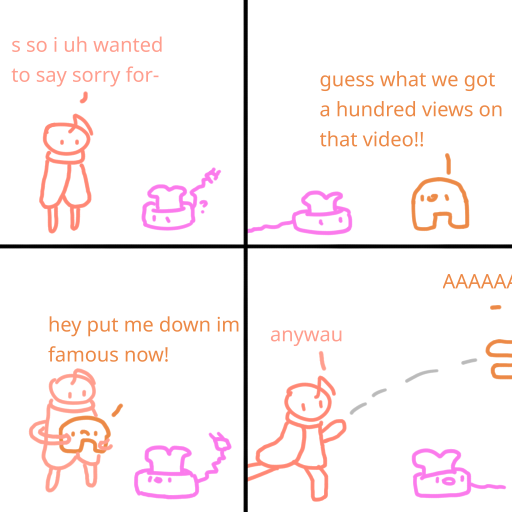 s so i uh wanted
to say sorry for-
?
guess what we got
a hundred views on
that video!!
hey put me down im
famous now!
AAAAAA
anywau